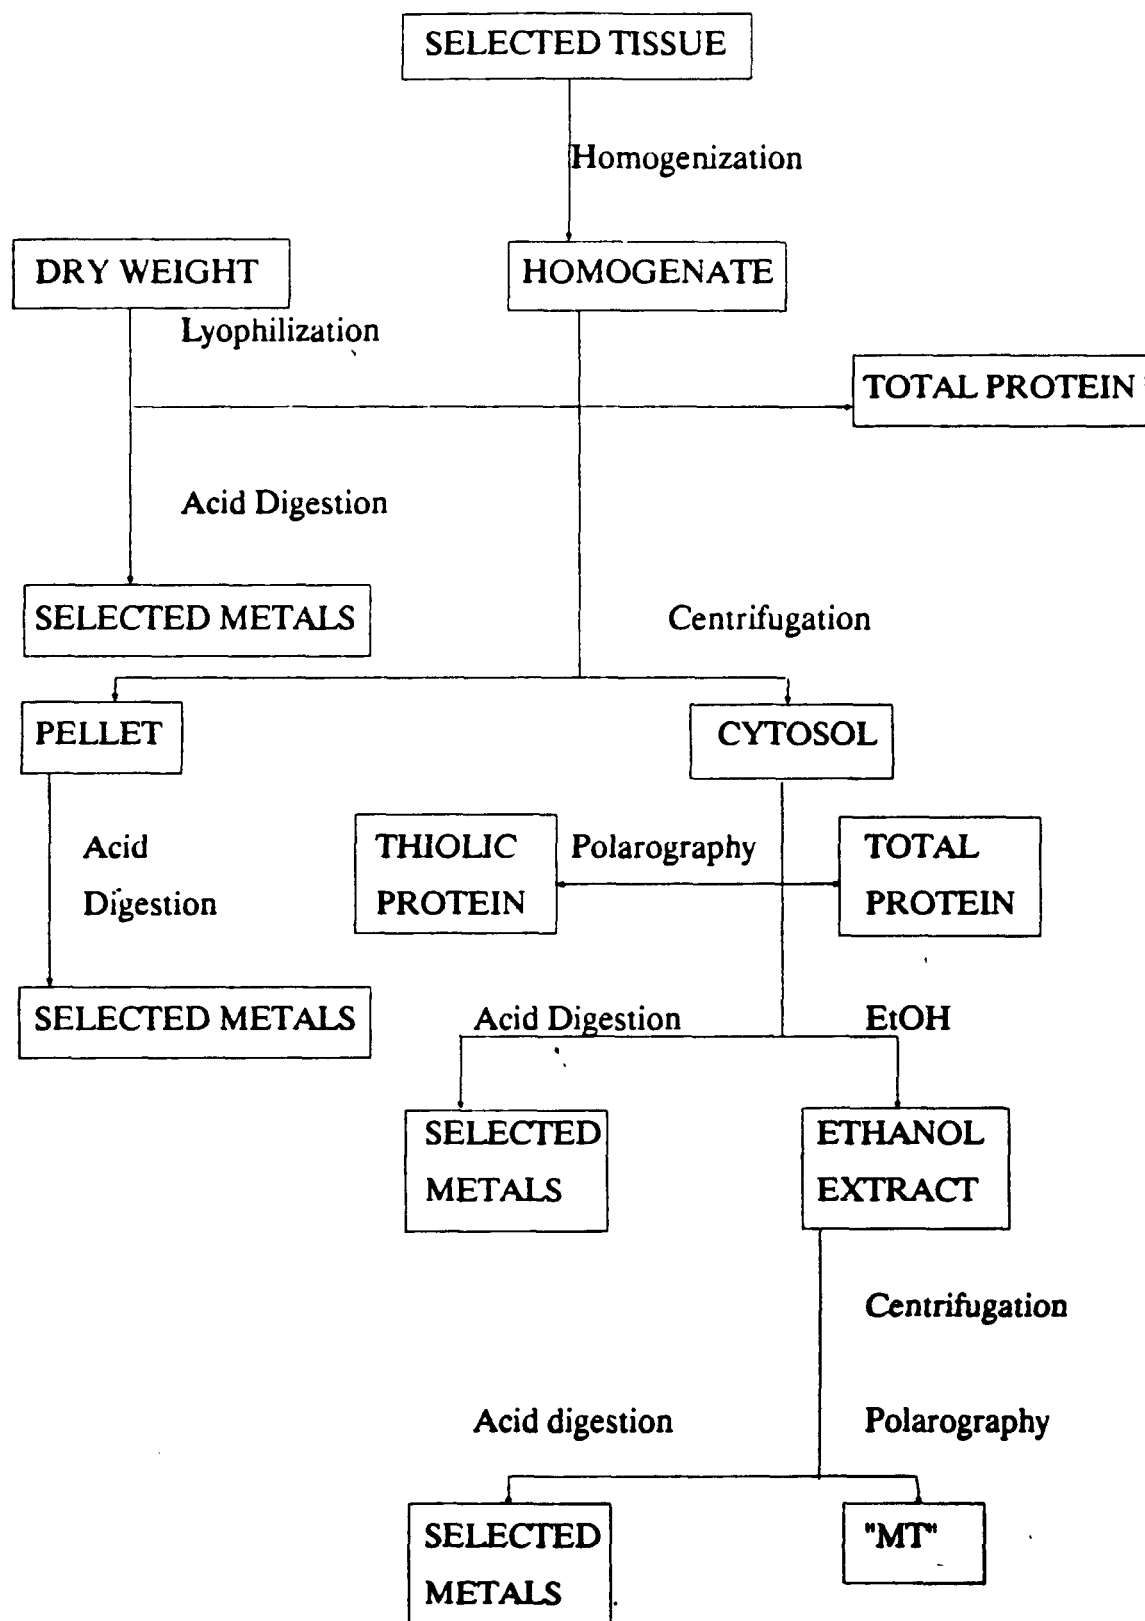 SELECTED TISSUE
Homogenization
DRY WEIGHT
HOMOGENATE
Lyophilization
TOTAL PROTEIN
Acid Digestion
SELECTED METALS
Centrifugation
PELLET
CYTOSOL
Acid
Digestion
THIOLIC
PROTEIN
Polarography
TOTAL
PROTEIN
SELECTED METALS
Acid Digestion
EtOH
SELECTED
METALS
ETHANOL
EXTRACT
Centrifugation
Acid digestion
Polarography
SELECTED
METALS
"MT"